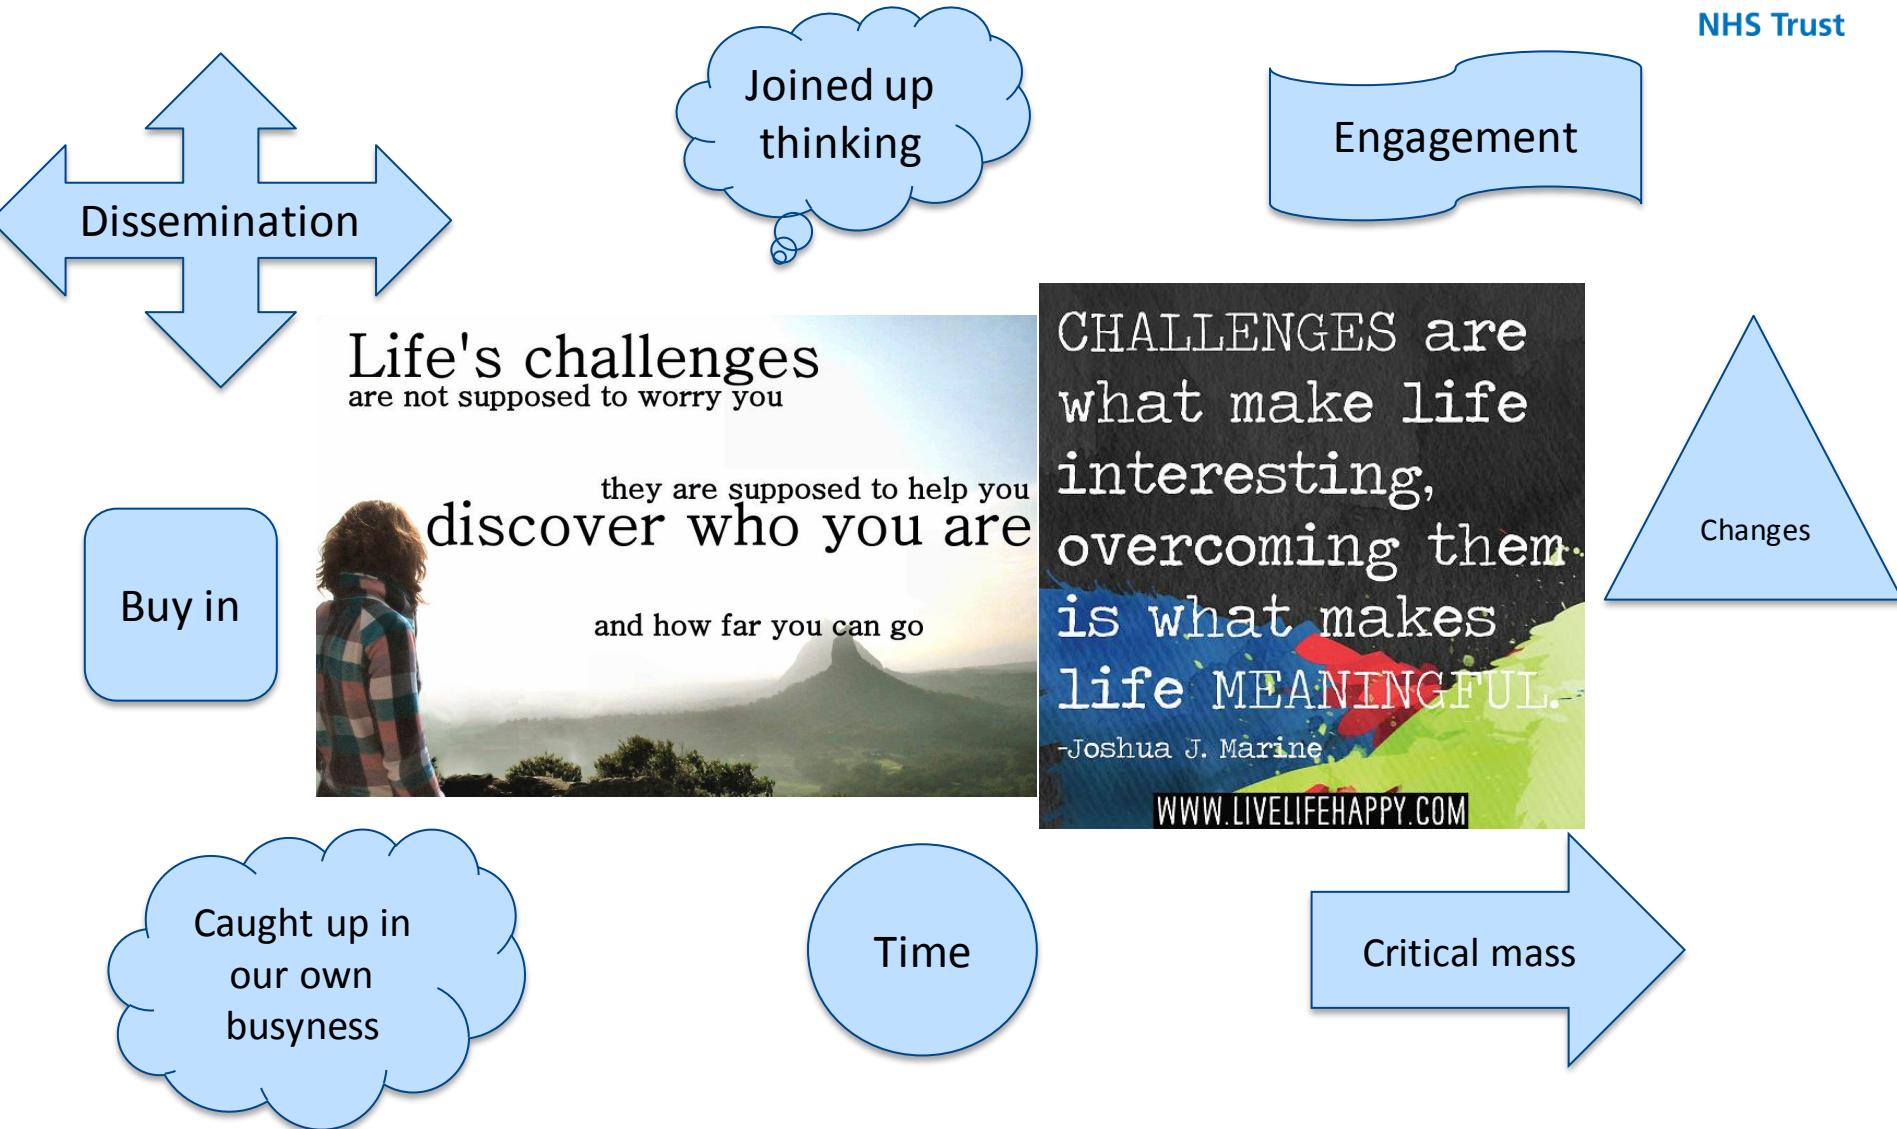 NHS Trust
Joined up
thinking
Engagement
Dissemination
Life's challenges
are not supposed to worry you
they are supposed to help you
discover who you are
and how far you can go
CHALLENGES are
what make life
interesting,
overcoming them
is what makes
life MEANINGFUL.
-Joshua J. Marine
WWW.LIVELIFEHAPPY.COM
Changes
Buy in
Caught up in
our own
busyness
Time
Critical mass